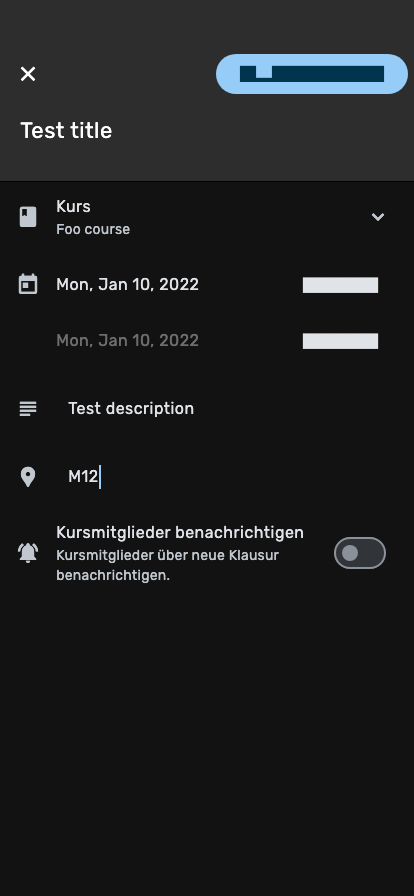 Test title
Kurs
Foo course
Mon, Jan 10, 2022
Mon, Jan 10, 2022
Test description
M12
Kursmitglieder benachrichtigen
Kursmitglieder über neue Klausur
benachrichtigen.